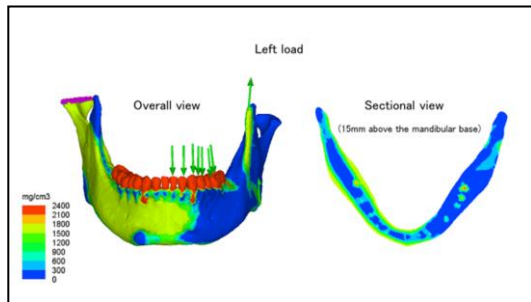 Left load
Overall view
Sectional view
(15mm above the mandibular base)
mg/cm3
2400
2100
1800
1500
1200
900
600
300
0